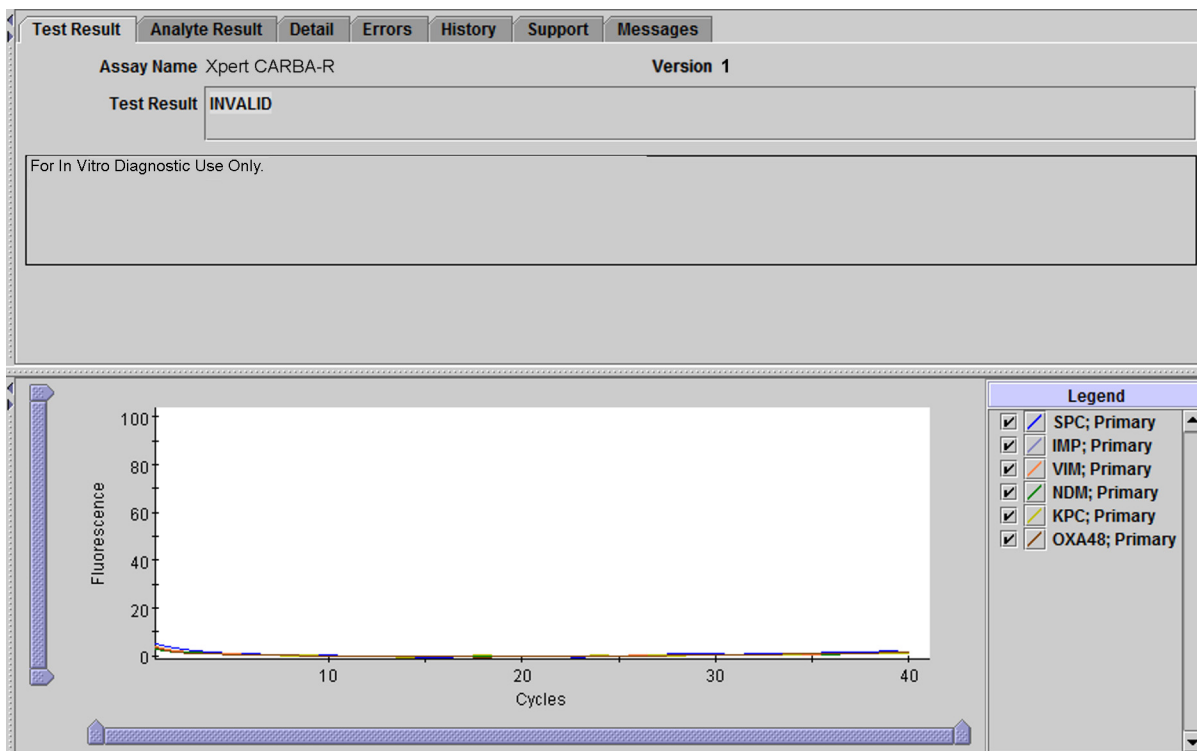 Test Result Analyte Result Detail Errors History Support Messages
Assay Name Xpert CARBA-R Version 1
Test Result INVALID
For In Vitro Diagnostic Use Only.
Legend
SPC; Primary
IMP; Primary
VIM; Primary
NDM; Primary
KPC; Primary
OXA48; Primary
100
80
60
40
20
0
Fluorescence
10 20 30 40
Cycles